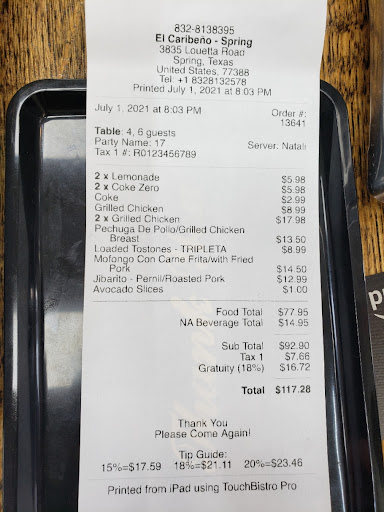 832-8138395
El Caribeño - Spring
3835 Louetta Road
Spring, Texas
United States, 77388
Tel: +1 8328132578
Printed July 1, 2021 at 8:03 PM
July 1, 2021 at 8:03 PM Order #: 13641
Table: 4, 6 guests
Party Name: 17 Server: Natali
Tax 1 #: R0123456789
2 x Lemonade $5.98
2 x Coke Zero $5.98
Coke $2.99
Grilled Chicken $8.99
2 x Grilled Chicken $17.98
Pechuga De Pollo/Grilled Chicken
Breast $13.50
Loaded Tostones - TRIPLETA $8.99
Mofongo Con Carne Frita/with Fried
Pork $14.50
Jibarito - Pernil/Roasted Pork $12.99
Avocado Slices $1.00
Food Total $77.95
NA Beverage Total $14.95
Sub Total $92.90
Tax 1 $7.66
Gratuity (18%) $16.72
Total $117.28
Thank You
Please Come Again!
Tip Guide:
15%=$17.59 18%=$21.11 20%=$23.46
Printed from iPad using TouchBistro Pro